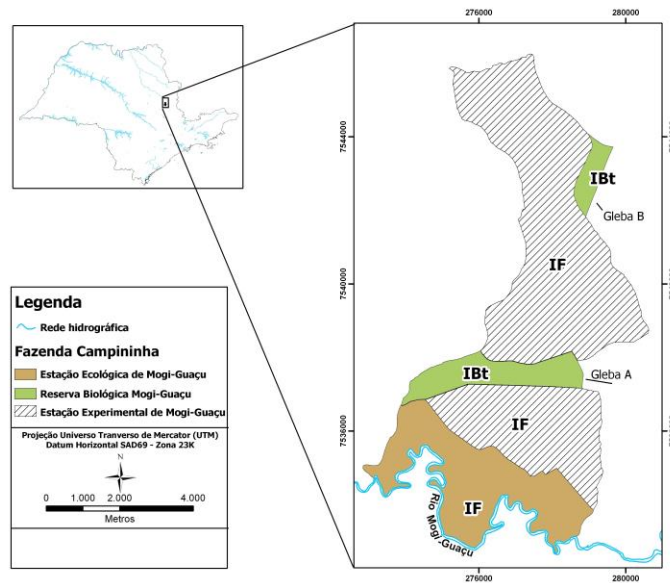 276000
280000
7544000
IBt
Gleba B
IF
7540000
IBt
Gleba A
IF
7536000
IF
Rio Mogi-Guaçu
276000
280000
Legenda
Rede hidrográfica
Fazenda Campininha
Estação Ecológica de Mogi-Guaçu
Reserva Biológica Mogi-Guaçu
Estação Experimental de Mogi-Guaçu
Projeção Universo Tranverso de Mercator (UTM)
Datum Horizontal SAD69 - Zona 23K
N
0 1.000 2.000 4.000
Metros